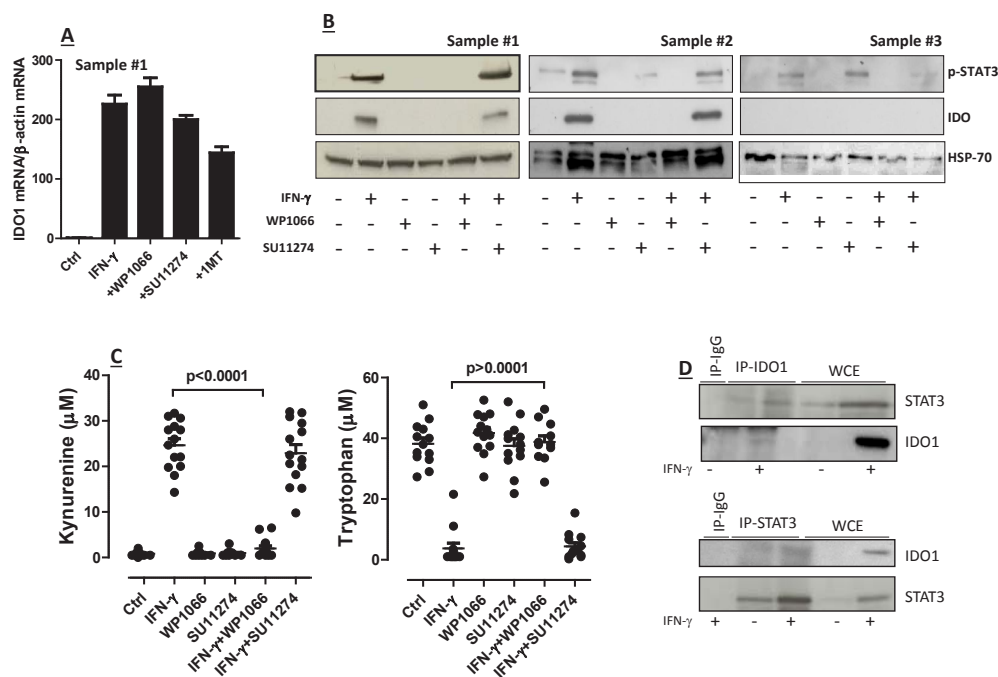 A
Sample #1
IDO1 mRNA/β-actin mRNA
300
200
100
0
Ctrl
IFN-γ
+WP1066
+SU11274
+1MT
B
Sample #1 Sample #2 Sample #3
p-STAT3
IDO
HSP-70
IFN-γ - + - - + + - + - - + + - + - - + +
WP1066 - - + - + - - - + - + - - - + - + -
SU11274 - - - + - + - - - + - + - - - + - +
C
p<0.0001
Kynurenine (µM)
40
30
20
10
0
Ctrl
IFN-γ
WP1066
SU11274
IFN-γ+WP1066
IFN-γ+SU11274
p>0.0001
Tryptophan (µM)
60
40
20
0
Ctrl
IFN-γ
WP1066
SU11274
IFN-γ+WP1066
IFN-γ+SU11274
D
IP-IgG
IP-IDO1
WCE
STAT3
IDO1
IFN-γ - + - +
IP-IgG
IP-STAT3
WCE
IDO1
STAT3
IFN-γ + - + - +